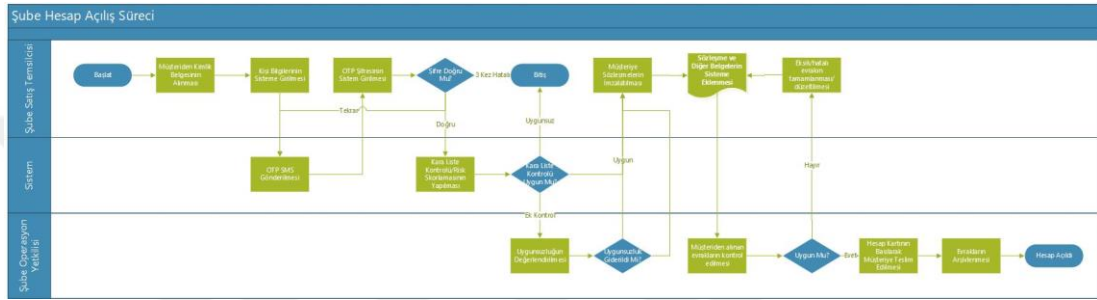 Şube Hesap Açılış Süreci
Şube Satış Temsilcisi
Başlat
Müşteriden Kimlik
Belgesinin
Alınması
Kişi Bilgilerinin
Sisteme Girilmesi
OTP Şifresinin
Sistem Girilmesi
Şifre Doğru
Mu?
3 Kez Hatalı
Bitiş
Müşteriye
Sözleşmelerin
İmzalatılması
Sözleşme ve
Diğer Belgelerin
Sisteme
Eklenmesi
Eksik/hatalı
evrakın
tamamlanması/
düzeltilmesi
Tekrar
Doğru
Uygunsuz
Sistem
OTP SMS
Gönderilmesi
Kara Liste
Kontrolü/Risk
Skorlamasının
Yapılması
Kara Liste
Kontrolü
Uygun Mu?
Uygun
Hayır
Ek Kontrol
Şube Operasyon
Yetkilisi
Uygunsuzluğun
Değerlendirilmesi
Uygunsuzluk
Giderildi Mi?
Müşteriden alınan
evrakların kontrol
edilmesi
Uygun Mu?
Evet
Hesap Kartının
Basılarak
Müşteriye Teslim
Edilmesi
Evrakların
Arşivlenmesi
Hesap Açıldı